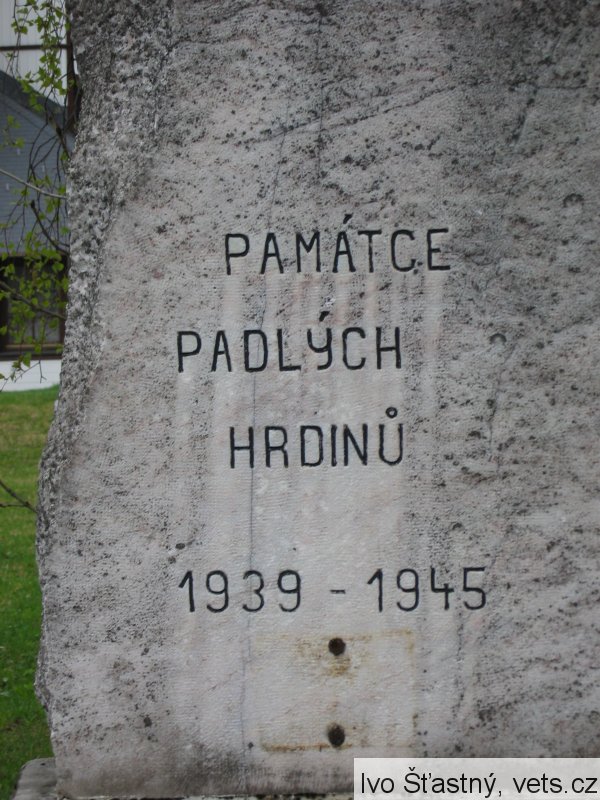 PAMÁTCE
PADLÝCH
HRDINŮ
1939 - 1945
Ivo Šťastný, vets.cz